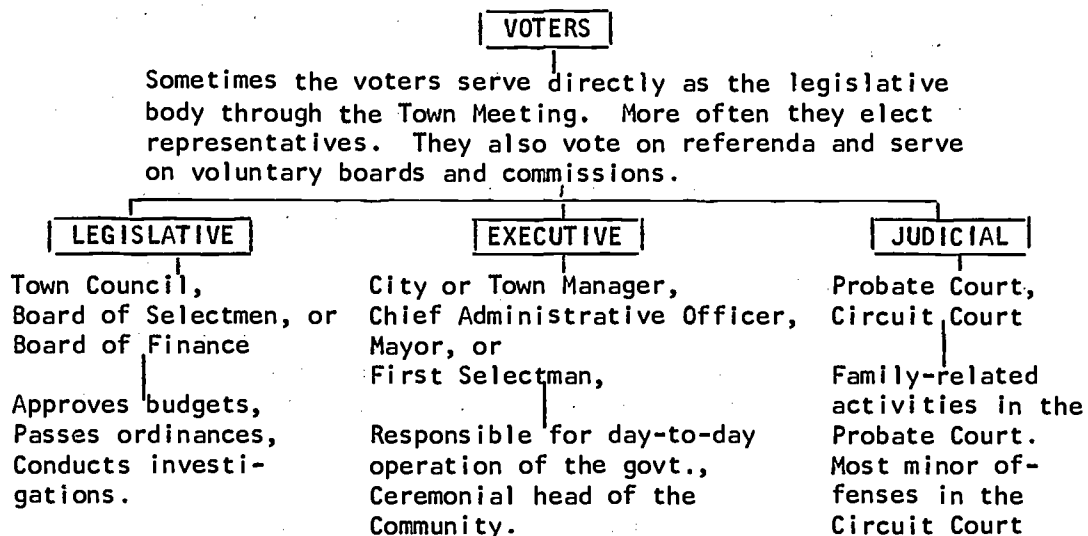 VOTERS
Sometimes the voters serve directly as the legislative
body through the Town Meeting. More often they elect
representatives. They also vote on referenda and serve
on voluntary boards and commissions.
LEGISLATIVE
Town Council,
Board of Selectmen, or
Board of Finance
Approves budgets,
Passes ordinances,
Conducts investi-
gations.
EXECUTIVE
City or Town Manager,
Chief Administrative Officer,
Mayor, or
First Selectman,
Responsible for day-to-day
operation of the govt.,
Ceremonial head of the
Community.
JUDICIAL
Probate Court,
Circuit Court
Family-related
activities in the
Probate Court.
Most minor of-
fenses in the
Circuit Court